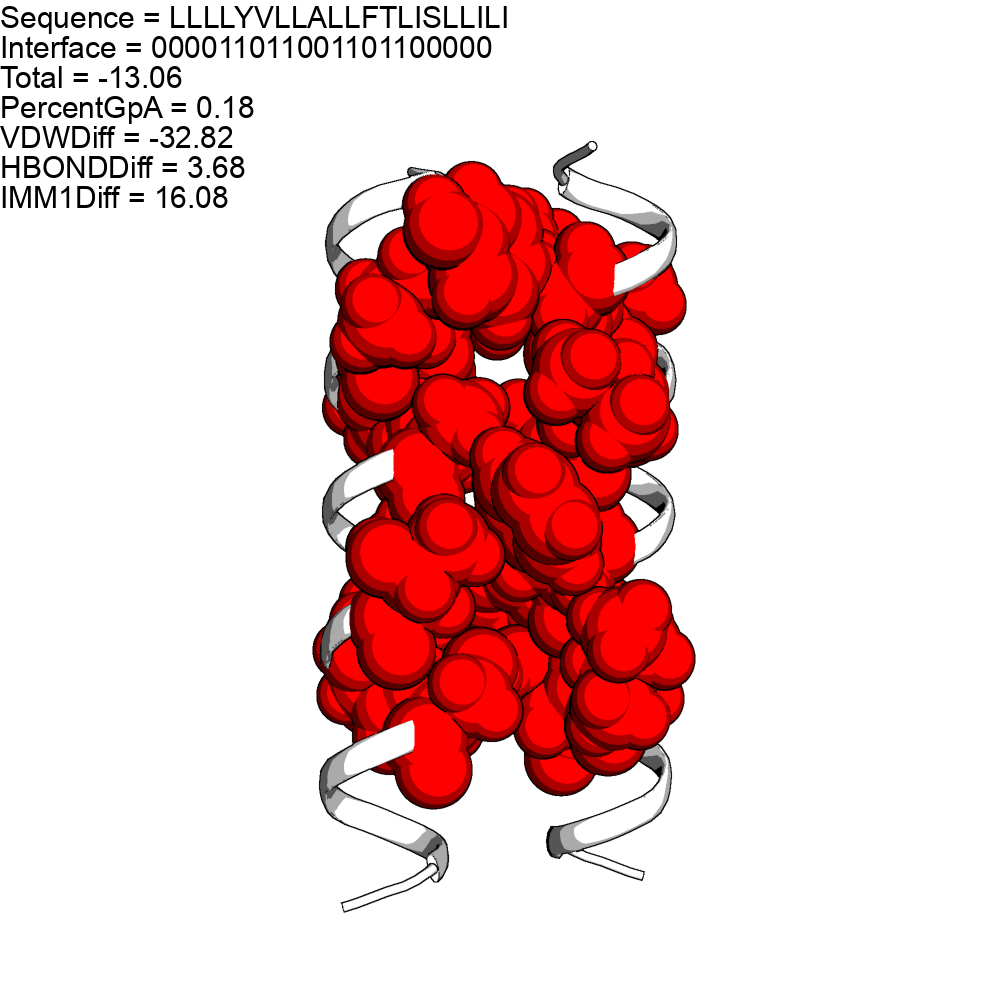 Sequence = LLLLYVLLALLFTLISLLILI
Interface = 000011011001101100000
Total = -13.06
PercentGpA = 0.18
VDWDiff = -32.82
HBONDDiff = 3.68
IMM1Diff = 16.08